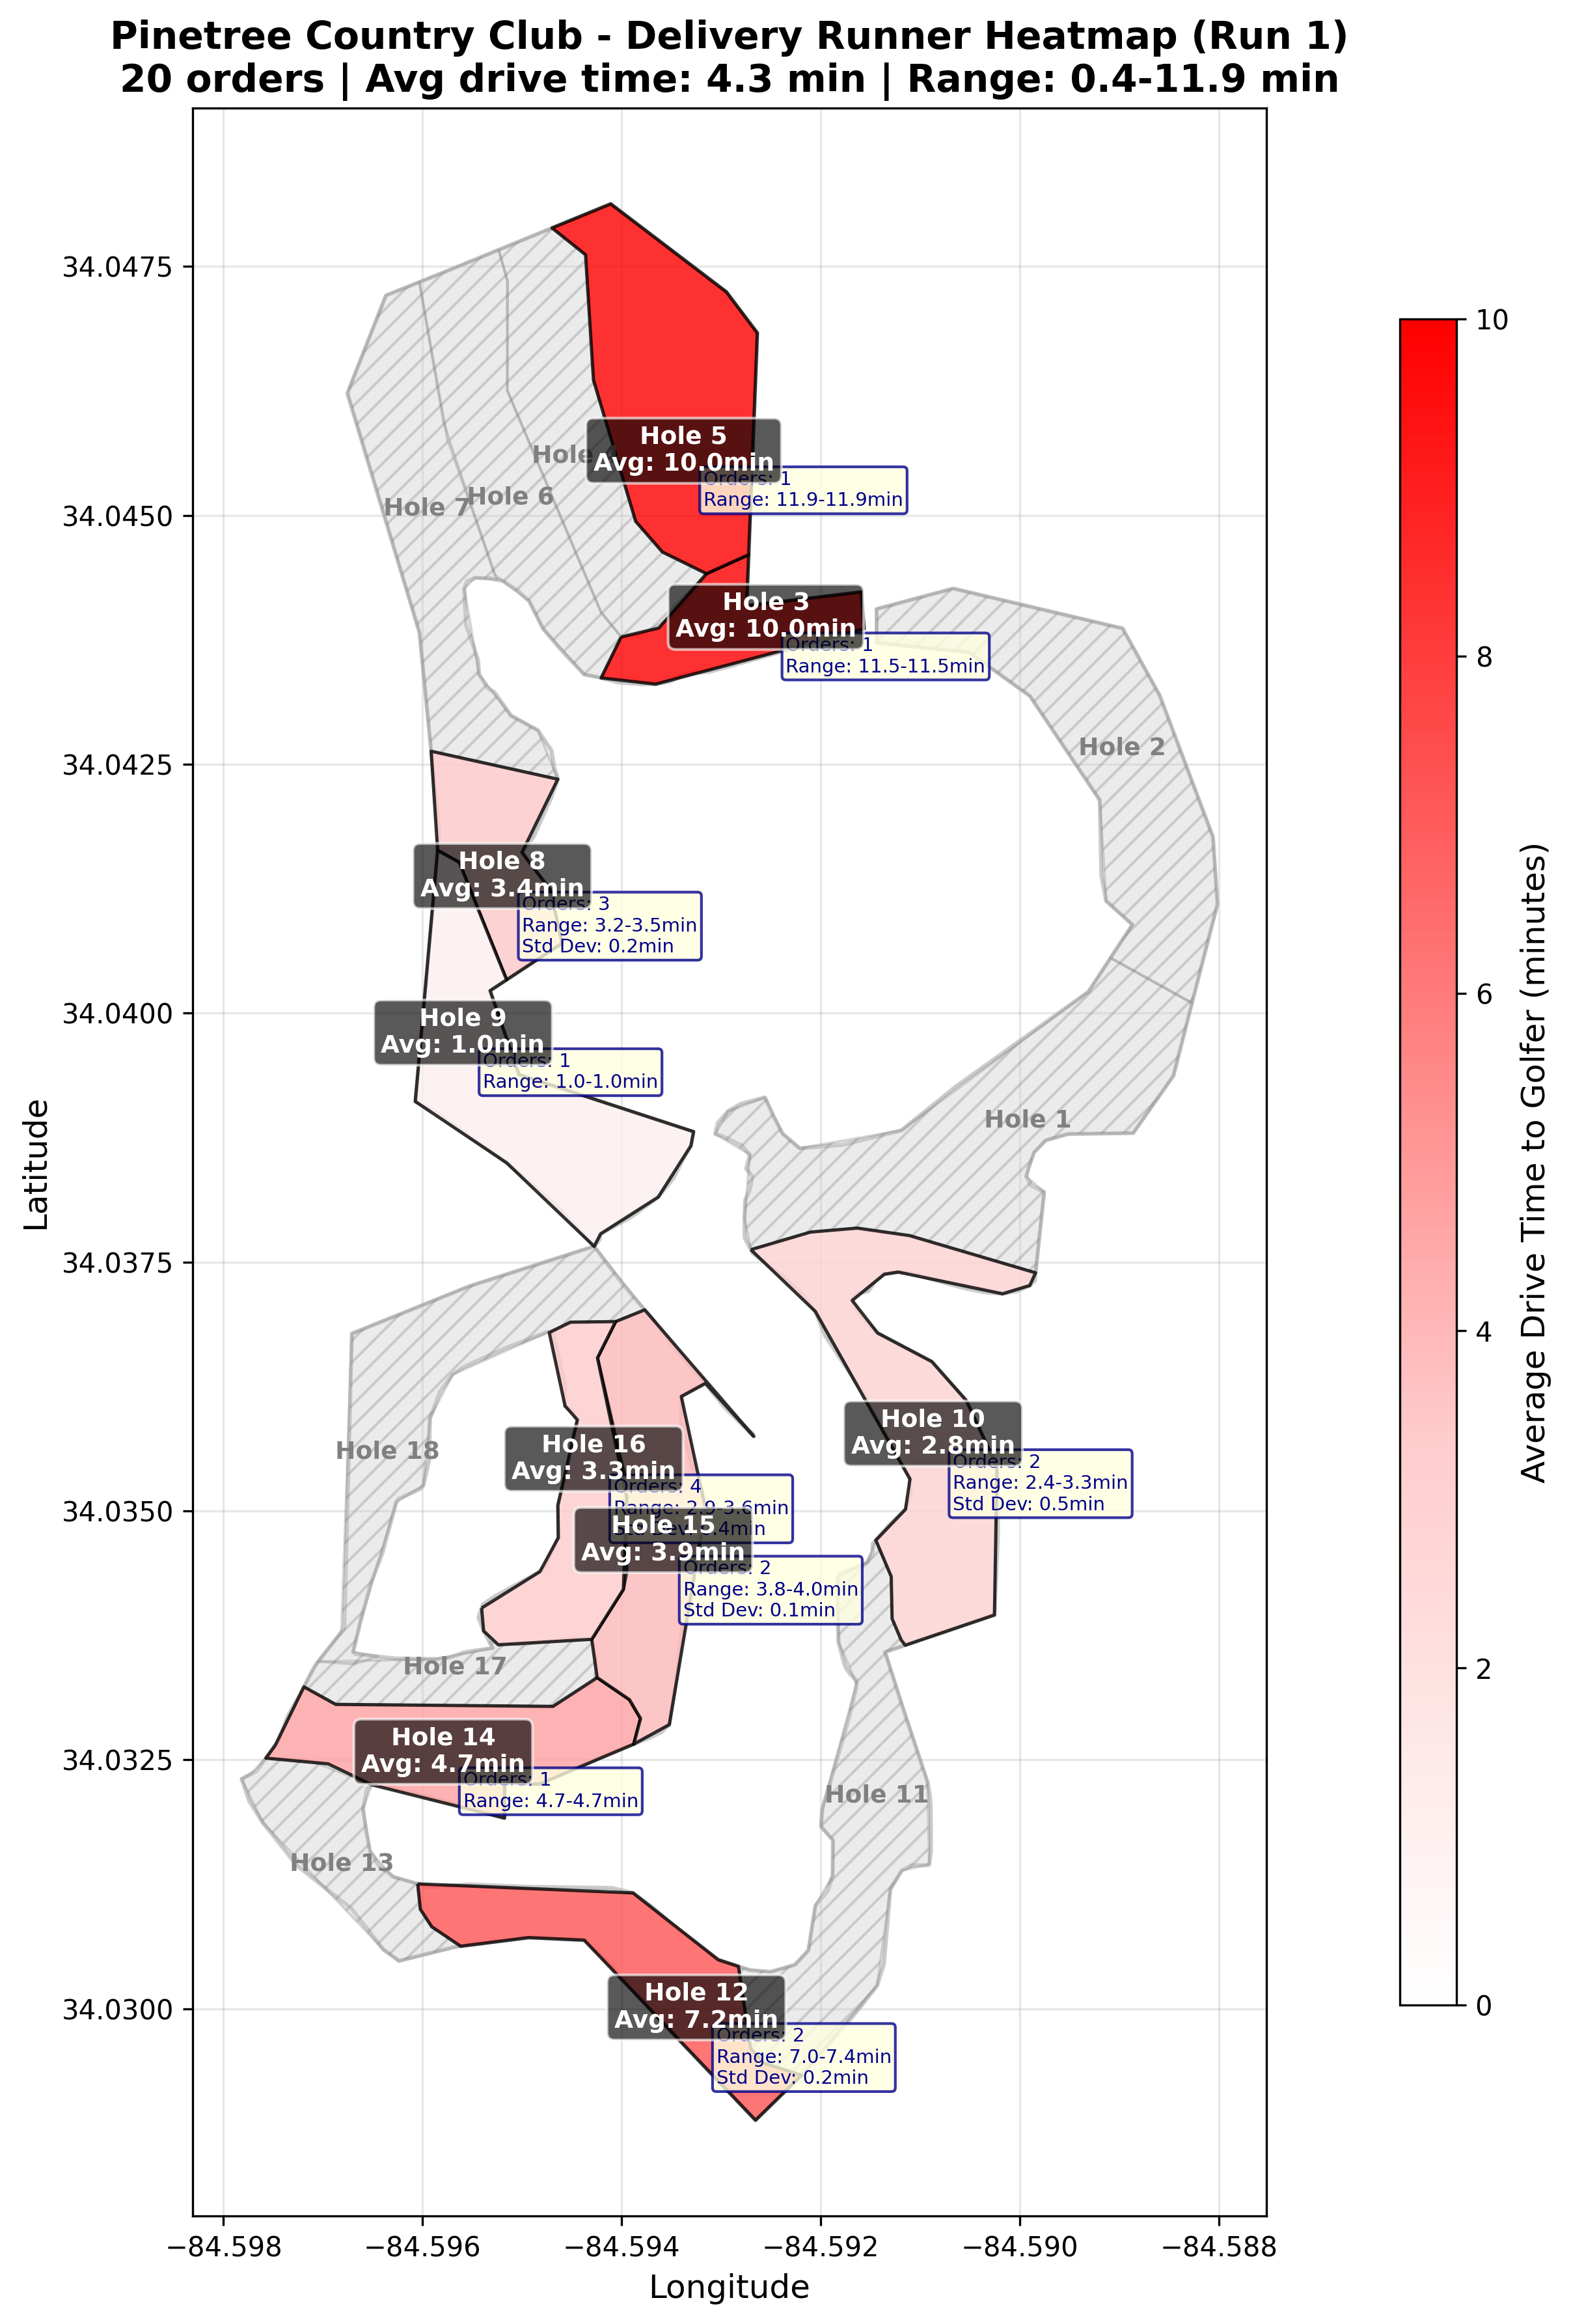 Pinetree Country Club - Delivery Runner Heatmap (Run 1)
20 orders | Avg drive time: 4.3 min | Range: 0.4-11.9 min
34.0475
34.0450
34.0425
34.0400
34.0375
34.0350
34.0325
34.0300
Latitude
−84.598
−84.596
−84.594
−84.592
−84.590
−84.588
Longitude
10
8
6
4
2
0
Average Drive Time to Golfer (minutes)
Hole 5
Avg: 10.0min
Orders: 1
Range: 11.9-11.9min
Hole
Hole 6
Hole 7
Hole 3
Avg: 10.0min
Orders: 1
Range: 11.5-11.5min
Hole 2
Hole 8
Avg: 3.4min
Orders: 3
Range: 3.2-3.5min
Std Dev: 0.2min
Hole 9
Avg: 1.0min
Orders: 1
Range: 1.0-1.0min
Hole 1
Hole 10
Avg: 2.8min
Orders: 2
Range: 2.4-3.3min
Std Dev: 0.5min
Hole 18
Hole 16
Avg: 3.3min
Orders: 4
Range: 2.9-3.6min
Std Dev: 0.4min
Hole 15
Avg: 3.9min
Orders: 2
Range: 3.8-4.0min
Std Dev: 0.1min
Hole 17
Hole 14
Avg: 4.7min
Orders: 1
Range: 4.7-4.7min
Hole 11
Hole 13
Hole 12
Avg: 7.2min
Orders: 2
Range: 7.0-7.4min
Std Dev: 0.2min